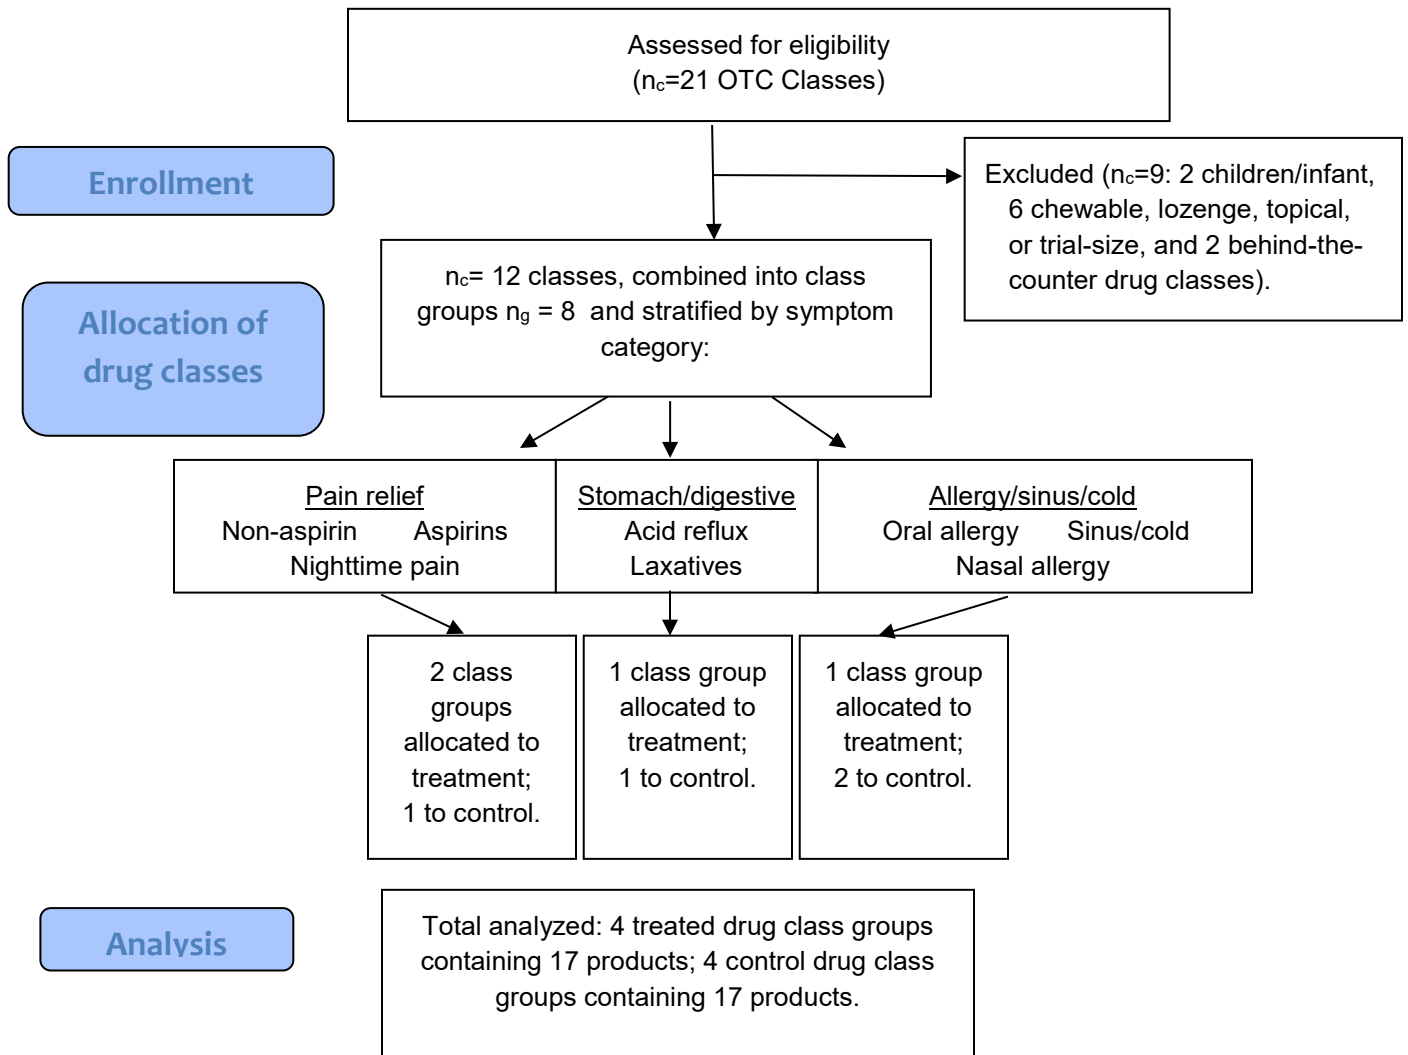 Assessed for eligibility
(nc=21 OTC Classes)
Enrollment
Excluded (nc=9: 2 children/infant,
6 chewable, lozenge, topical,
or trial-size, and 2 behind-the-
counter drug classes).
nc= 12 classes, combined into class
groups ng = 8 and stratified by symptom
category:
Allocation of
drug classes
Pain relief
Non-aspirin Aspirins
Nighttime pain
Stomach/digestive
Acid reflux
Laxatives
Allergy/sinus/cold
Oral allergy Sinus/cold
Nasal allergy
2 class
groups
allocated to
treatment;
1 to control.
1 class group
allocated to
treatment;
1 to control.
1 class group
allocated to
treatment;
2 to control.
Analysis
Total analyzed: 4 treated drug class groups
containing 17 products; 4 control drug class
groups containing 17 products.